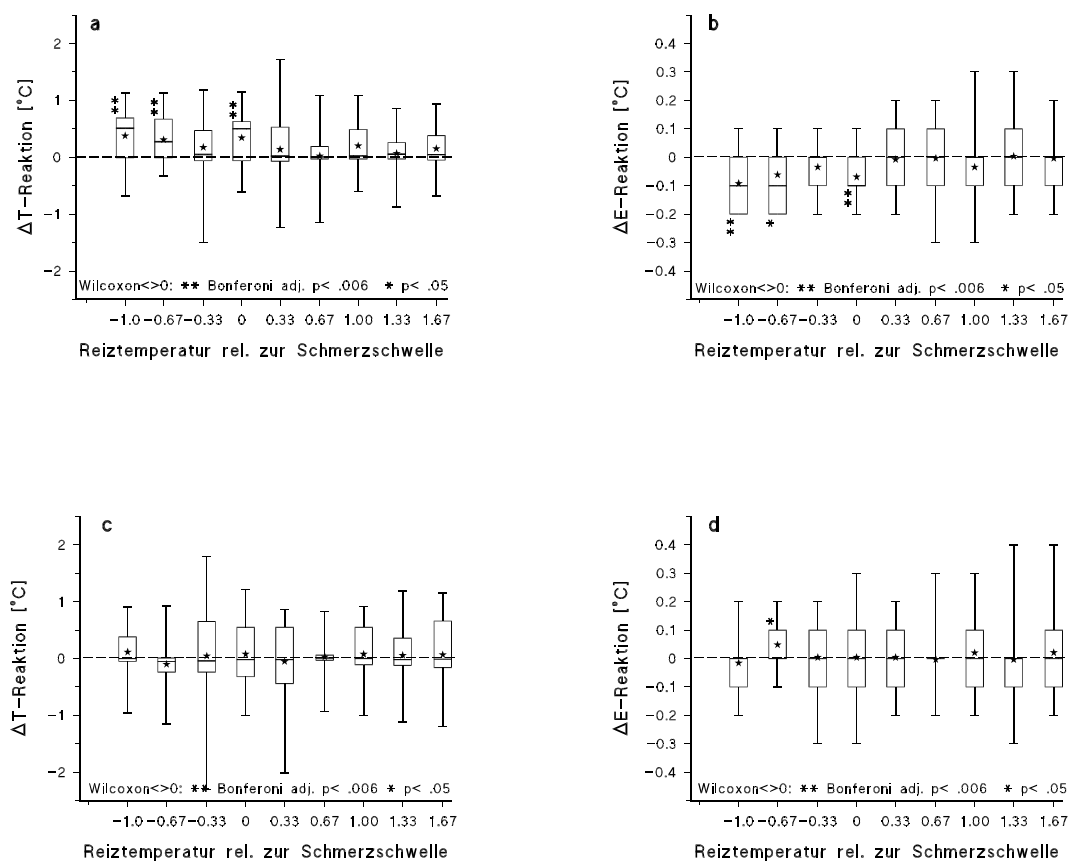 a
2
1
0
−1
−2
ΔT−Reaktion [°C]
Wilcoxon<>0: ** Bonferoni adj. p< .006 * p< .05
−1.0 −0.67 −0.33 0 0.33 0.67 1.00 1.33 1.67
Reiztemperatur rel. zur Schmerzschwelle
b
0.4
0.3
0.2
0.1
0
−0.1
−0.2
−0.3
−0.4
ΔE−Reaktion [°C]
Wilcoxon<>0: ** Bonferoni adj. p< .006 * p< .05
−1.0 −0.67 −0.33 0 0.33 0.67 1.00 1.33 1.67
Reiztemperatur rel. zur Schmerzschwelle
c
2
1
0
−1
−2
ΔT−Reaktion [°C]
Wilcoxon<>0: ** Bonferoni adj. p< .006 * p< .05
−1.0 −0.67 −0.33 0 0.33 0.67 1.00 1.33 1.67
Reiztemperatur rel. zur Schmerzschwelle
d
0.4
0.3
0.2
0.1
0
−0.1
−0.2
−0.3
−0.4
ΔE−Reaktion [°C]
Wilcoxon<>0: ** Bonferoni adj. p< .006 * p< .05
−1.0 −0.67 −0.33 0 0.33 0.67 1.00 1.33 1.67
Reiztemperatur rel. zur Schmerzschwelle